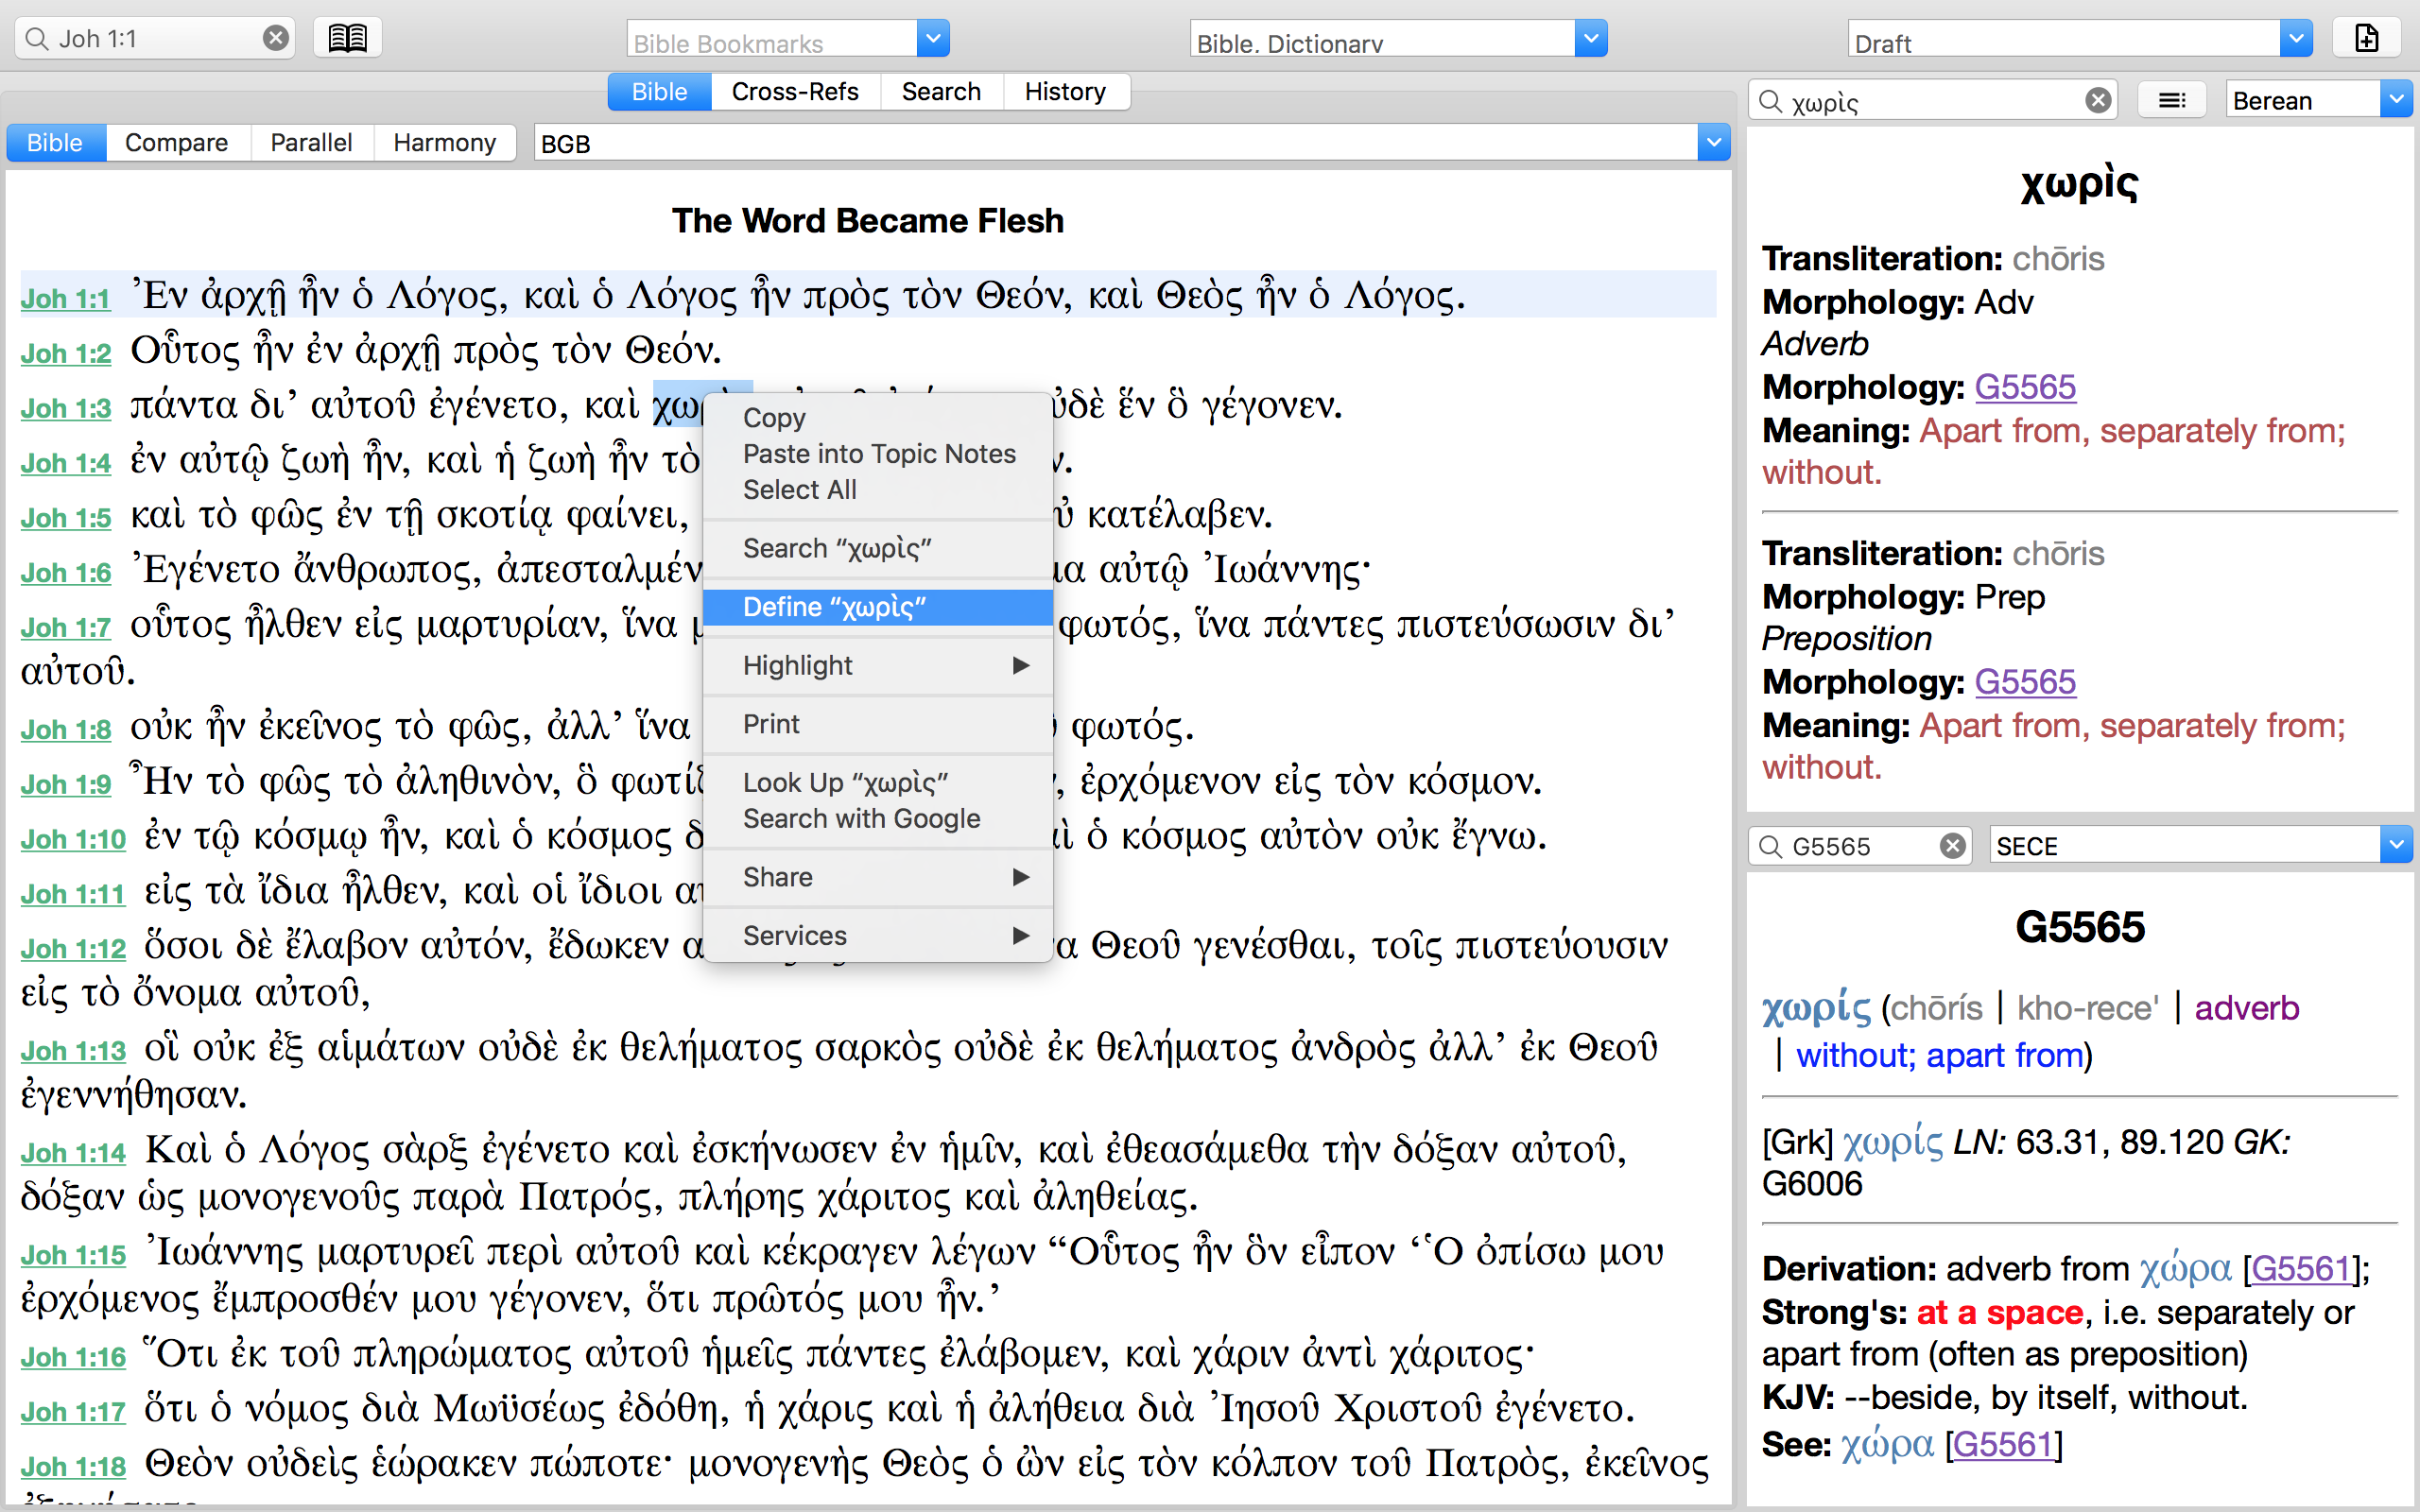 Joh 1:1
Bible Bookmarks
Bible, Dictionary
Draft
Bible Cross-Refs Search History
Bible Compare Parallel Harmony BGB
The Word Became Flesh
Joh 1:1 Ἐν ἀρχῇ ἦν ὁ Λόγος, καὶ ὁ Λόγος ἦν πρὸς τὸν Θεόν, καὶ Θεὸς ἦν ὁ Λόγος.
Joh 1:2 Οὗτος ἦν ἐν ἀρχῇ πρὸς τὸν Θεόν.
Joh 1:3 πάντα δι’ αὐτοῦ ἐγένετο, καὶ ἕν ὃ γέγονεν.
Joh 1:4 ἐν αὐτῷ ζωὴ ἦν, καὶ ἡ ζωὴ ἦν τὸ
Joh 1:5 καὶ τὸ φῶς ἐν τῇ σκοτίᾳ φαίνει, κατέλαβεν.
Joh 1:6 Ἐγένετο ἄνθρωπος, αὐτῷ Ἰωάννης·
Joh 1:7 οὗτος ἦλθεν εἰς μαρτυρίαν, ἵνα φωτός, ἵνα πάντες πιστεύσωσιν δι’
αὐτοῦ.
Joh 1:8 οὐκ ἦν ἐκεῖνος τὸ φῶς, ἀλλ’ ἵνα φωτός.
Joh 1:9 Ἦν τὸ φῶς τὸ ἀληθινὸν, ὃ ἐρχόμενον εἰς τὸν κόσμον.
Joh 1:10 ἐν τῷ κόσμῳ ἦν, καὶ ὁ κόσμος ὁ κόσμος αὐτὸν οὐκ ἔγνω.
Joh 1:11 εἰς τὰ ἴδια ἦλθεν, καὶ οἱ ἴδιοι
Joh 1:12 ὅσοι δὲ ἔλαβον αὐτόν, ἔδωκεν Θεοῦ γενέσθαι, τοῖς πιστεύουσιν
εἰς τὸ ὄνομα αὐτοῦ,
Joh 1:13 οἳ οὐκ ἐξ αἱμάτων οὐδὲ ἐκ θελήματος σαρκὸς οὐδὲ ἐκ θελήματος ἀνδρὸς ἀλλ’ ἐκ Θεοῦ
ἐγεννήθησαν.
Joh 1:14 Καὶ ὁ Λόγος σὰρξ ἐγένετο καὶ ἐσκήνωσεν ἐν ἡμῖν, καὶ ἐθεασάμεθα τὴν δόξαν αὐτοῦ,
δόξαν ὡς μονογενοῦς παρὰ Πατρός, πλήρης χάριτος καὶ ἀληθείας.
Joh 1:15 Ἰωάννης μαρτυρεῖ περὶ αὐτοῦ καὶ κέκραγεν λέγων “Οὗτος ἦν ὃν εἶπον ‘Ὁ ὀπίσω μου
ἐρχόμενος ἔμπροσθέν μου γέγονεν, ὅτι πρῶτός μου ἦν.’
Joh 1:16 Ὅτι ἐκ τοῦ πληρώματος αὐτοῦ ἡμεῖς πάντες ἐλάβομεν, καὶ χάριν ἀντὶ χάριτος·
Joh 1:17 ὅτι ὁ νόμος διὰ Μωϋσέως ἐδόθη, ἡ χάρις καὶ ἡ ἀλήθεια διὰ Ἰησοῦ Χριστοῦ ἐγένετο.
Joh 1:18 Θεὸν οὐδεὶς ἑώρακεν πώποτε· μονογενὴς Θεὸς ὁ ὢν εἰς τὸν κόλπον τοῦ Πατρὸς, ἐκεῖνος
Copy
Paste into Topic Notes
Select All
Search “χωρὶς”
Define “χωρὶς”
Highlight
Print
Look Up “χωρὶς”
Search with Google
Share
Services
χωρὶς
Berean
χωρὶς
Transliteration: chōris
Morphology: Adv
Adverb
Morphology: G5565
Meaning: Apart from, separately from;
without.
Transliteration: chōris
Morphology: Prep
Preposition
Morphology: G5565
Meaning: Apart from, separately from;
without.
G5565
SECE
G5565
χωρίς (chōrís | kho-rece' | adverb
| without; apart from)
[Grk] χωρίς LN: 63.31, 89.120 GK:
G6006
Derivation: adverb from χώρα [G5561];
Strong's: at a space, i.e. separately or
apart from (often as preposition)
KJV: --beside, by itself, without.
See: χώρα [G5561]